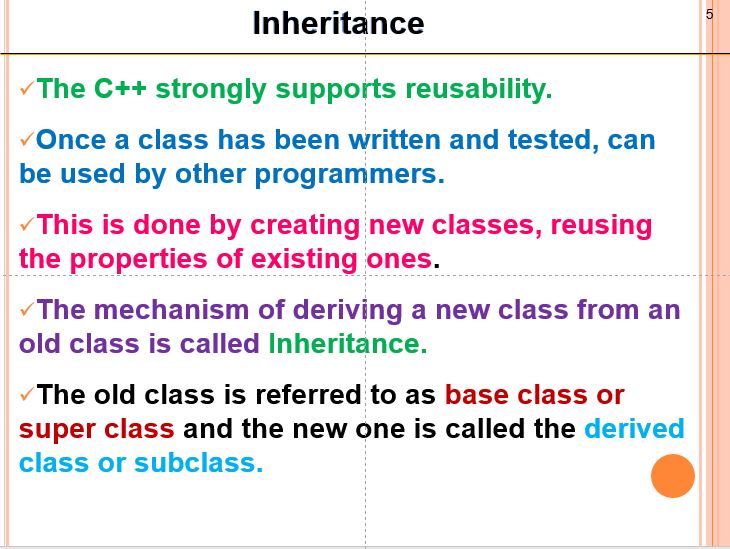 Inheritance
5
✓The C++ strongly supports reusability.
✓Once a class has been written and tested, can
be used by other programmers.
✓This is done by creating new classes, reusing
the properties of existing ones.
✓The mechanism of deriving a new class from an
old class is called Inheritance.
✓The old class is referred to as base class or
super class and the new one is called the derived
class or subclass.